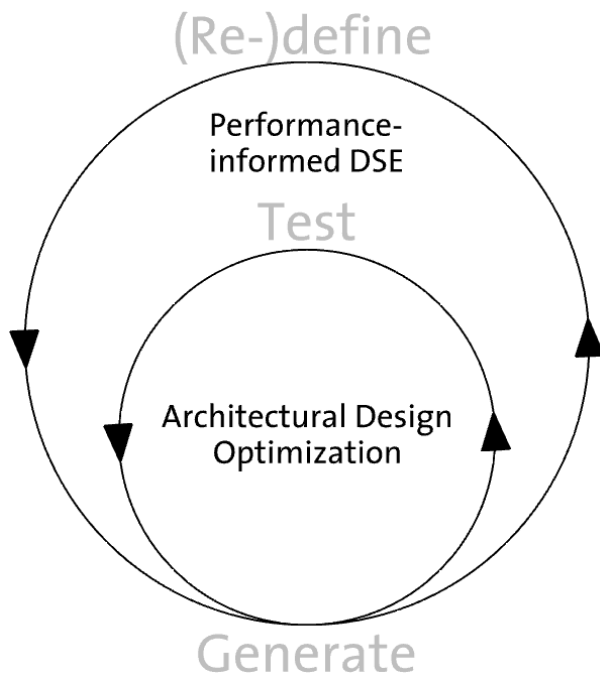 (Re-)define
Performance-
informed DSE
Test
Architectural Design
Optimization
Generate